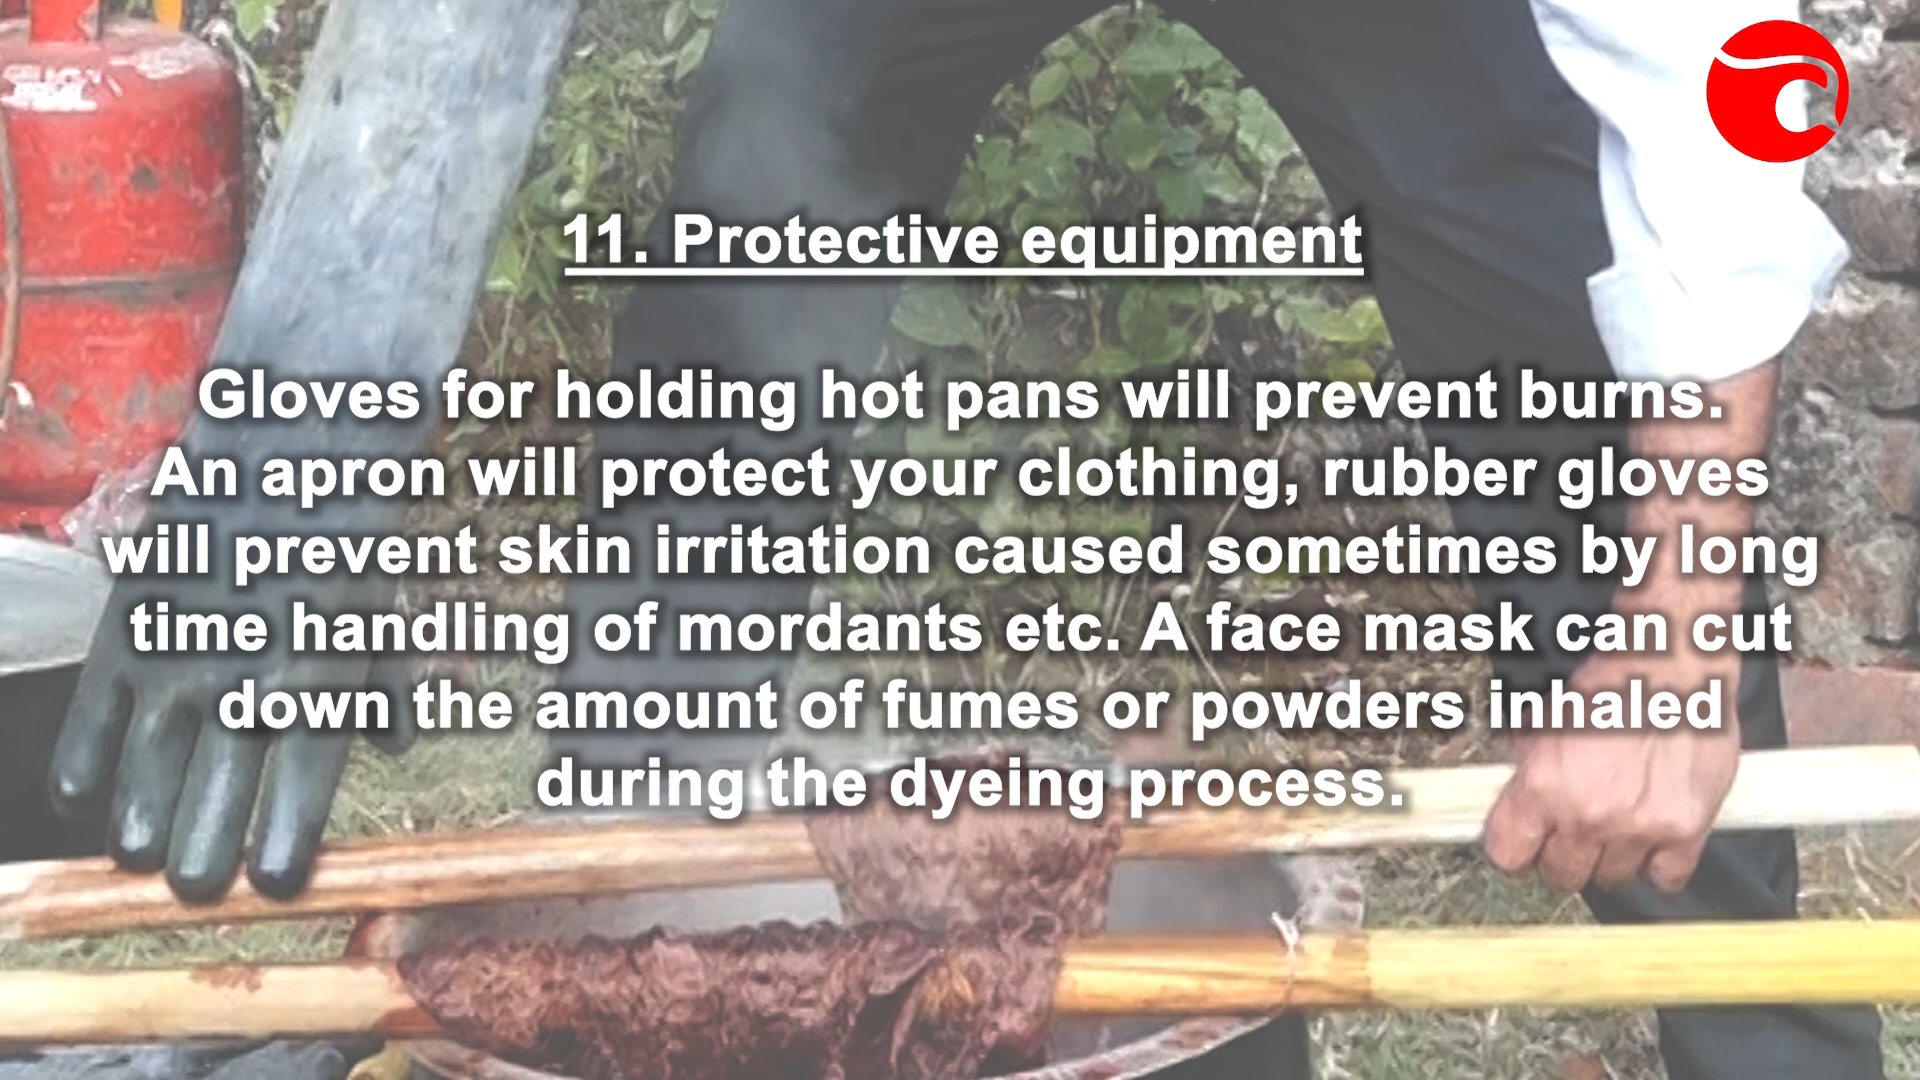 11. Protective equipment
Gloves for holding hot pans will prevent burns.
An apron will protect your clothing, rubber gloves
will prevent skin irritation caused sometimes by long
time handling of mordants etc. A face mask can cut
down the amount of fumes or powders inhaled
during the dyeing process.